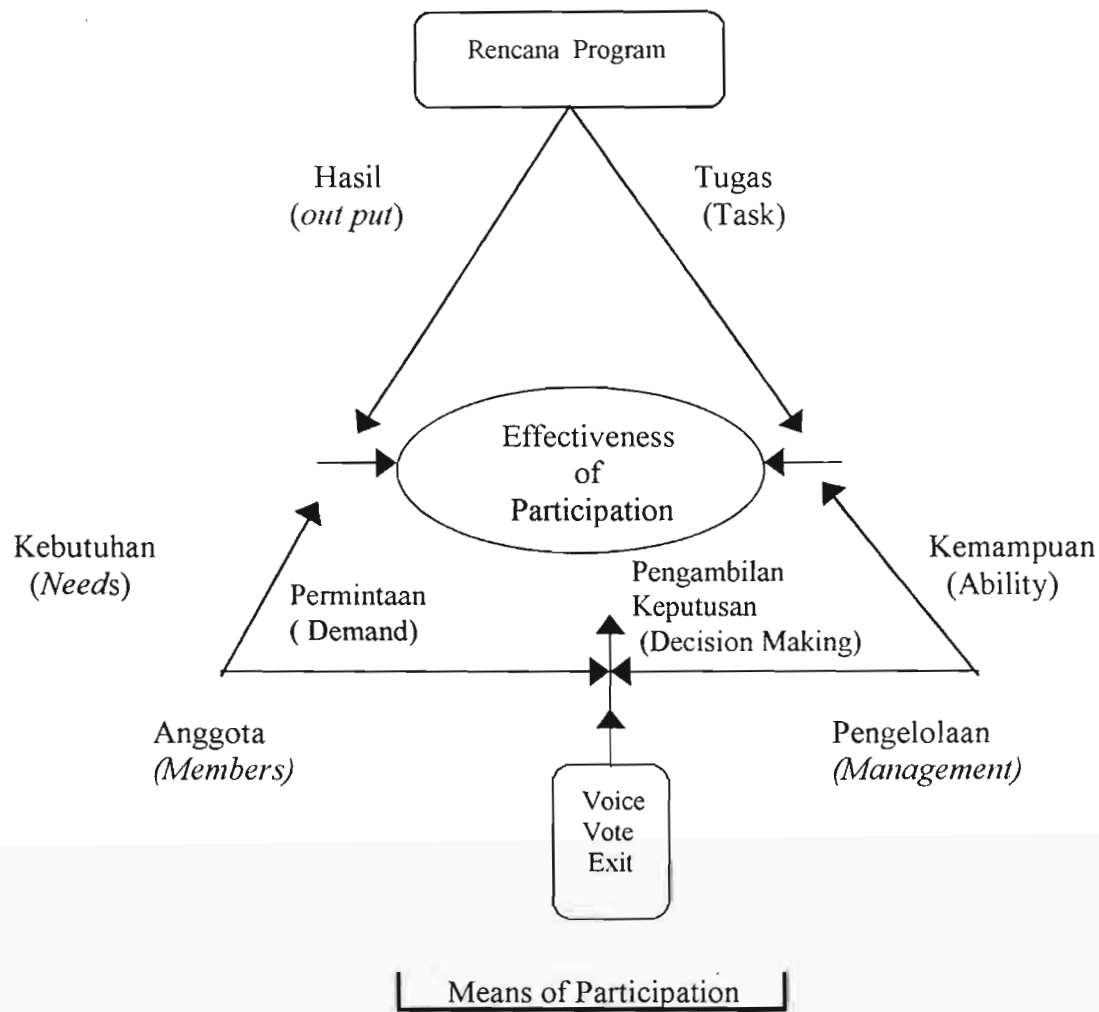 Rencana Program
Hasil
(out put)
Tugas
(Task)
Effectiveness
of
Participation
Kebutuhan
(Needs)
Kemampuan
(Ability)
Permintaan
( Demand)
Pengambilan
Keputusan
(Decision Making)
Anggota
(Members)
Pengelolaan
(Management)
Voice
Vote
Exit
Means of Participation